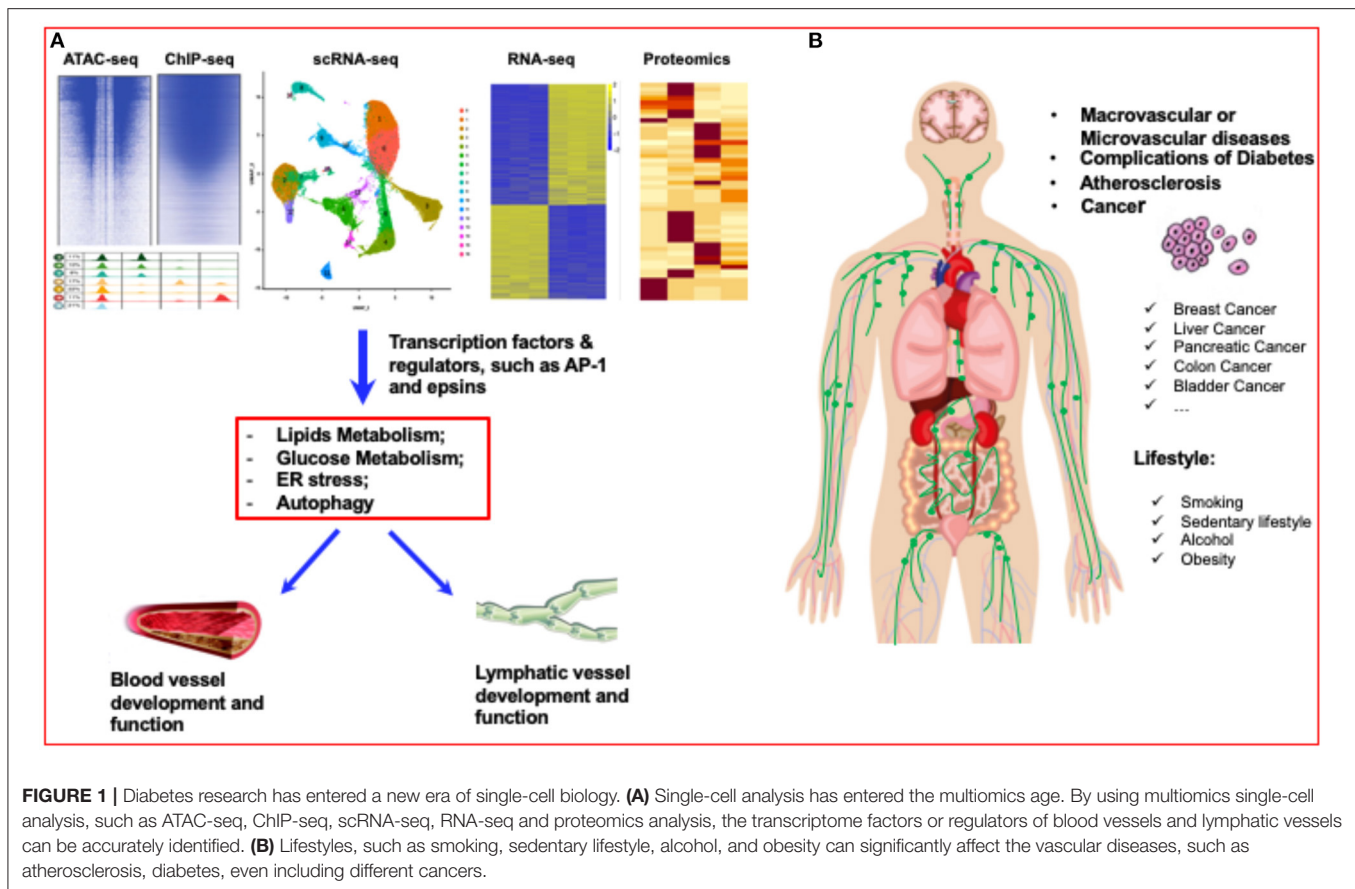 A
ATAC-seq ChIP-seq scRNA-seq RNA-seq Proteomics
Transcription factors &
regulators, such as AP-1
and epsins
- Lipids Metabolism;
- Glucose Metabolism;
- ER stress;
- Autophagy
Blood vessel
development and
function
Lymphatic vessel
development and
function
B
• Macrovascular or
Microvascular diseases
• Complications of Diabetes
• Atherosclerosis
• Cancer
✓ Breast Cancer
✓ Liver Cancer
✓ Pancreatic Cancer
✓ Colon Cancer
✓ Bladder Cancer
✓ ...
Lifestyle:
✓ Smoking
✓ Sedentary lifestyle
✓ Alcohol
✓ Obesity
FIGURE 1 | Diabetes research has entered a new era of single-cell biology. (A) Single-cell analysis has entered the multiomics age. By using multiomics single-cell
analysis, such as ATAC-seq, ChIP-seq, scRNA-seq, RNA-seq and proteomics analysis, the transcriptome factors or regulators of blood vessels and lymphatic vessels
can be accurately identified. (B) Lifestyles, such as smoking, sedentary lifestyle, alcohol, and obesity can significantly affect the vascular diseases, such as
atherosclerosis, diabetes, even including different cancers.